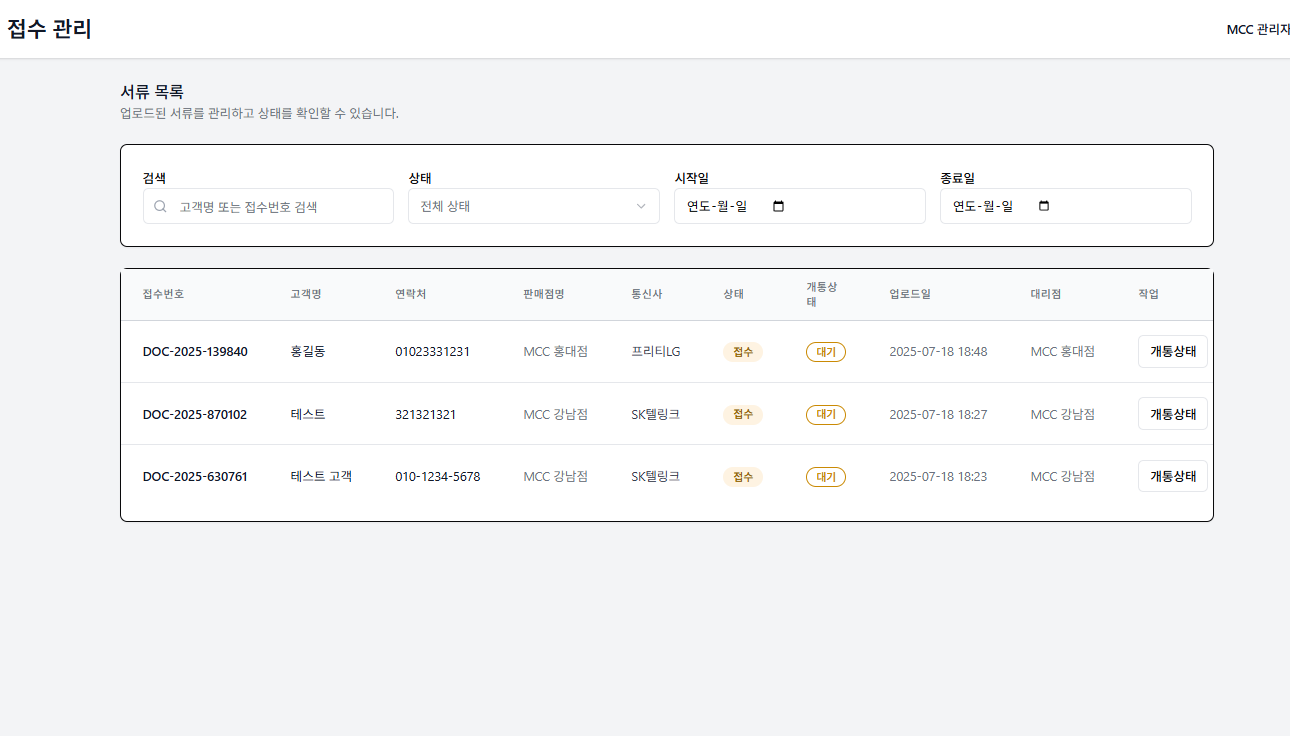 접수 관리
MCC 관리자
서류 목록
업로드된 서류를 관리하고 상태를 확인할 수 있습니다.
검색 상태 시작일 종료일
고객명 또는 접수번호 검색 전체 상태 연도-월-일 연도-월-일
접수번호 고객명 연락처 판매점명 통신사 상태 개통상태 업로드일 대리점 작업
DOC-2025-139840 홍길동 01023331231 MCC 홍대점 프리티LG 접수 대기 2025-07-18 18:48 MCC 홍대점 개통상태
DOC-2025-870102 테스트 321321321 MCC 강남점 SK텔링크 접수 대기 2025-07-18 18:27 MCC 강남점 개통상태
DOC-2025-630761 테스트 고객 010-1234-5678 MCC 강남점 SK텔링크 접수 대기 2025-07-18 18:23 MCC 강남점 개통상태